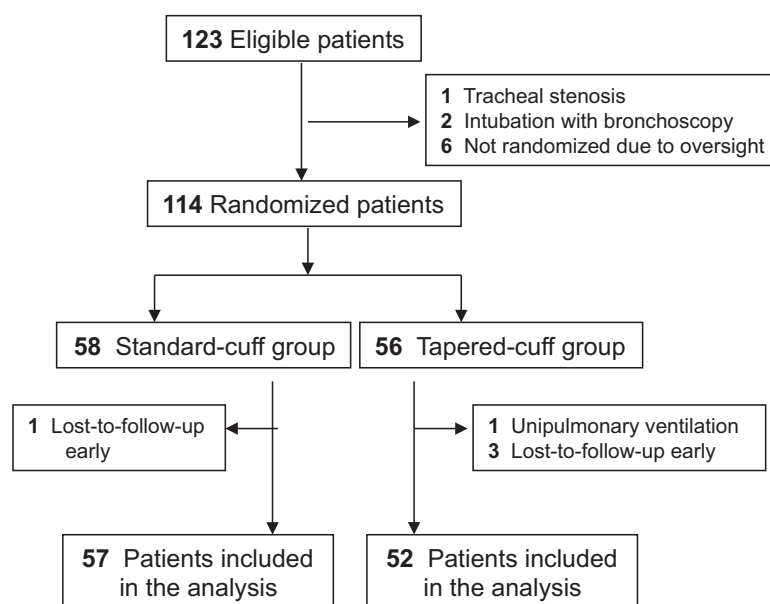 123 Eligible patients
1 Tracheal stenosis
2 Intubation with bronchoscopy
6 Not randomized due to oversight
114 Randomized patients
58 Standard-cuff group
56 Tapered-cuff group
1 Lost-to-follow-up
early
1 Unipulmonary ventilation
3 Lost-to-follow-up early
57 Patients included
in the analysis
52 Patients included
in the analysis